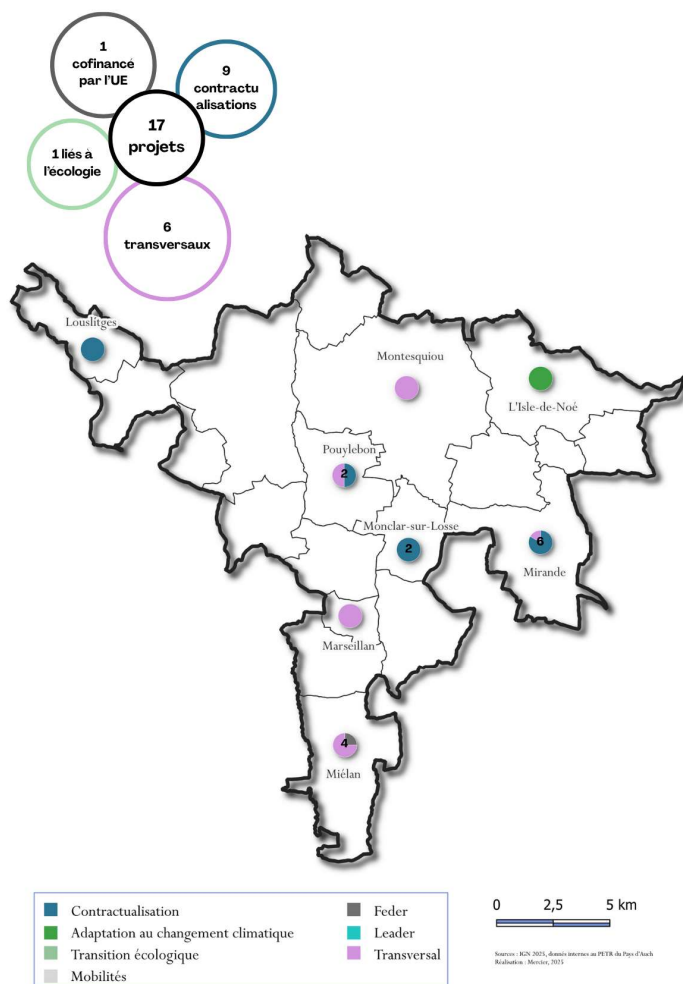 1
cofinancé
par l'UE
9
contractu
alisations
17
projets
1 liés à
l'écologie
6
transversaux
Louslitges
Montesquiou
L'Isle-de-Noé
Pouylebon
2
Monclar-sur-Losse
2
6
Mirande
Marseillan
4
Miélan
Contractualisation
Adaptation au changement climatique
Transition écologique
Mobilités
Feder
Leader
Transversal
0 2,5 5 km
Sources : IGN 2025, donnés internes au PETR du Pays d'Auch
Réalisation : Mercier, 2025